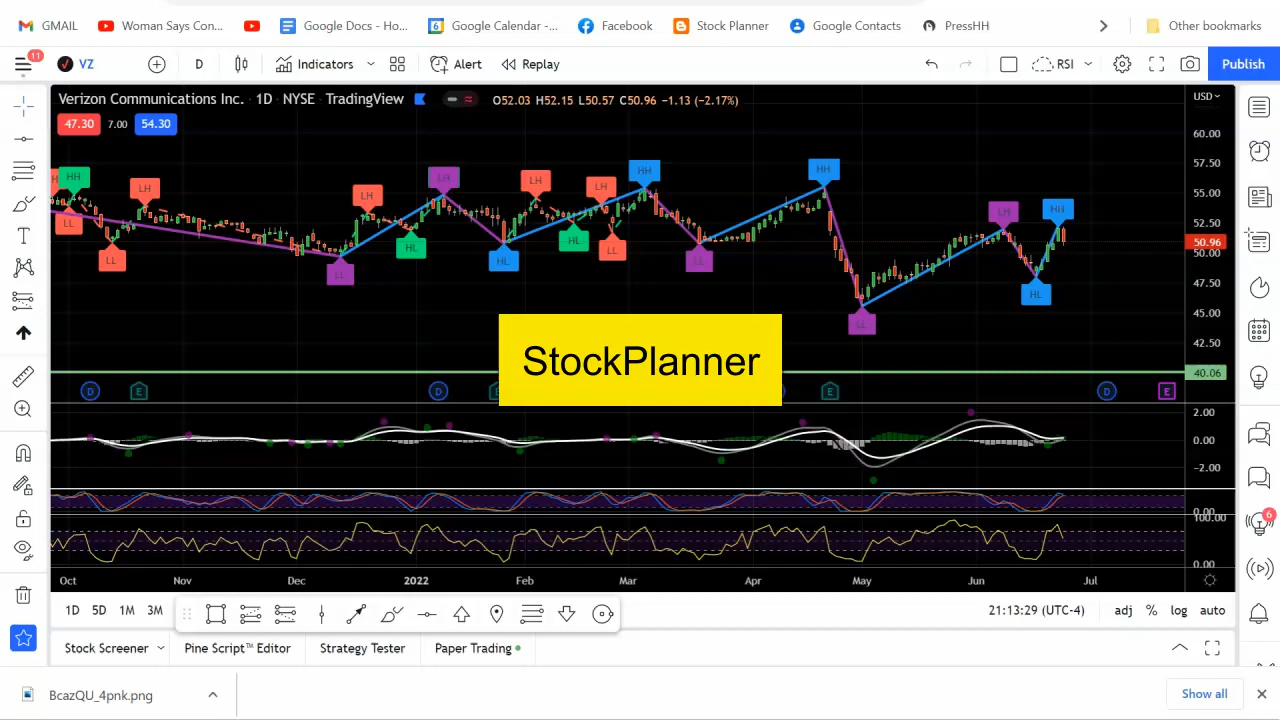 GMAIL
Woman Says Con...
Google Docs - Ho...
Google Calendar -...
Facebook
Stock Planner
Google Contacts
PressHH
Other bookmarks
11
VZ
D
Indicators
Alert
Replay
RSI
Publish
Verizon Communications Inc. · 1D · NYSE · TradingView
O52.03 H52.15 L50.57 C50.96 −1.13 (−2.17%)
USD
47.30 7.00 54.30
60.00
57.50
55.00
52.50
50.96
50.00
47.50
45.00
42.50
40.06
H HH LH LH LH LH LH HH HH LH HH
LL LL LL HL HL HL LL LL LL HL
StockPlanner
D E D E D E
2.00
0.00
−2.00
0.00
100.00
0.00
6
Oct Nov Dec 2022 Feb Mar Apr May Jun Jul
1D 5D 1M 3M
21:13:29 (UTC-4)
adj % log auto
Stock Screener
Pine Script™ Editor
Strategy Tester
Paper Trading
BcazQU_4pnk.png
Show all